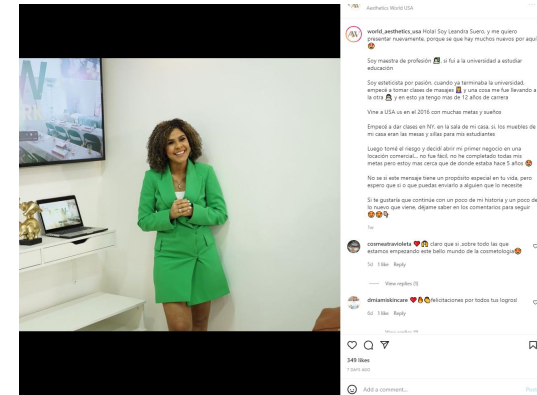 Aesthetics World USA
world_aesthetics_usa Hola! Soy Leandra Suero, y me quiero
presentar nuevamente, porque se que hay muchos nuevos por aquí
😍
Soy maestra de profesión 👩‍🏫, si fui a la universidad a estudiar
educación
Soy esteticista por pasión, cuando ya terminaba la universidad,
empecé a tomar clases de masajes 💆‍♀️ y una cosa me fue llevando a
la otra 👩‍🎓, y en esto ya tengo mas de 12 años de carrera
Vine a USA us en el 2016 con muchas metas y sueños
Empecé a dar clases en NY, en la sala de mi casa, si, los muebles de
mi casa eran las mesas y sillas para mis estudiantes
Luego tomé el riesgo y decidí abrir mi primer negocio en una
locación comercial... no fue fácil, no he completado todas mis
metas pero estoy mas cerca que de donde estaba hace 5 años 😍
No se si este mensaje tiene un propósito especial en tu vida, pero
espero que si o que puedas enviarlo a alguien que lo necesite
Si te gustaria que continúe con un poco de mi historia y un poco de
lo nuevo que viene, déjame saber en los comentarios para seguir
1w
cosmeatravioleta claro que si ,sobre todo las que
estamos empezando este bello mundo de la cosmetologia😍
5d 1 like Reply
View replies (1)
dmiamiskincare felicitaciones por todos tus logros!
6d 1 like Reply
349 likes
7 DAYS AGO
Add a comment...
Post